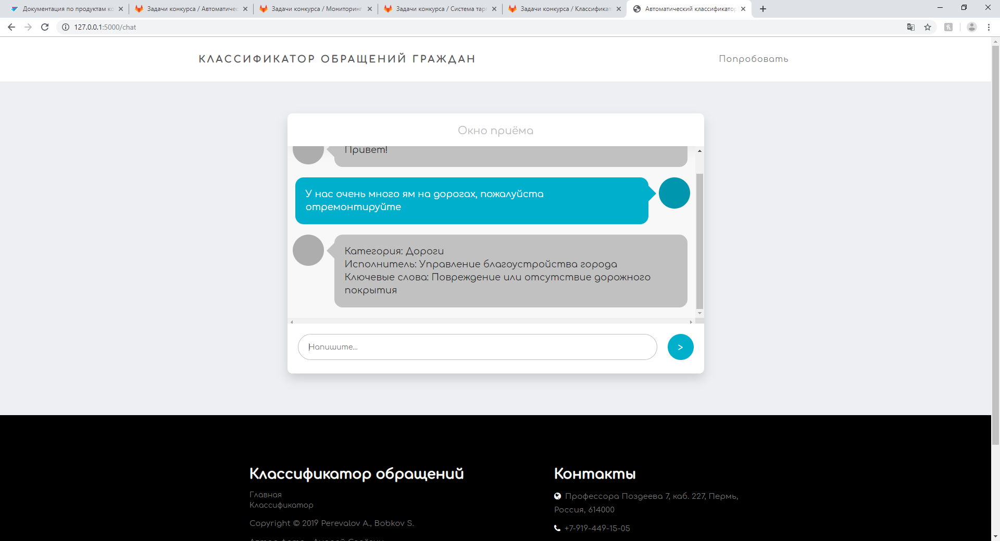 Документация по продуктам ко
Задачи конкурса / Автоматичес
Задачи конкурса / Мониторинг
Задачи конкурса / Система тарг
Задачи конкурса / Классификат
Автоматический классификатор
127.0.0.1:5000/chat
КЛАССИФИКАТОР ОБРАЩЕНИЙ ГРАЖДАН
Попробовать
Окно приёма
Привет!
У нас очень много ям на дорогах, пожалуйста
отремонтируйте
Категория: Дороги
Исполнитель: Управление благоустройства города
Ключевые слова: Повреждение или отсутствие дорожного
покрытия
Напишите...
>
Классификатор обращений
Главная
Классификатор
Copyright © 2019 Perevalov A., Bobkov S.
Контакты
Профессора Поздеева 7, каб. 227, Пермь,
Россия, 614000
+7-919-449-15-05